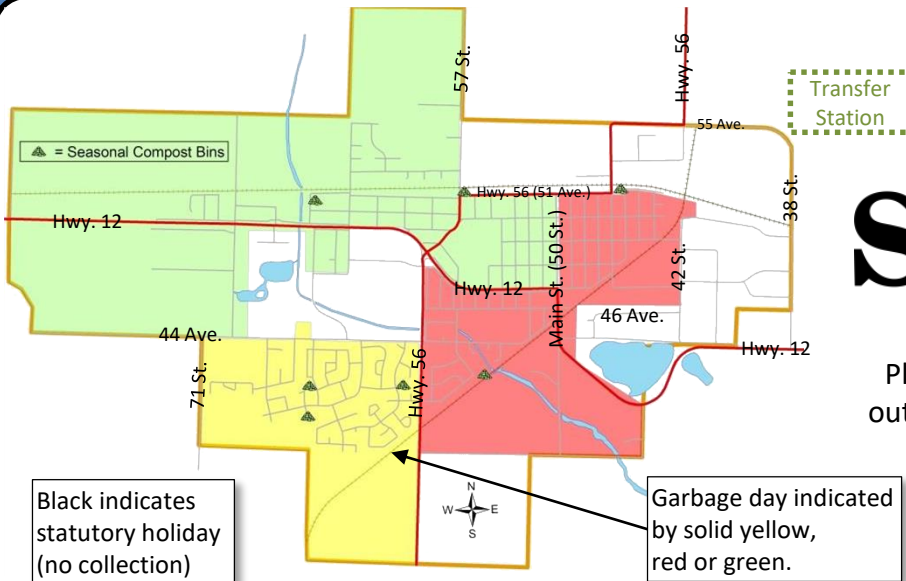 57 St.
Hwy. 56
Transfer
Station
55 Ave.
= Seasonal Compost Bins
Hwy. 56 (51 Ave.)
38 St.
Hwy. 12
Main St. (50 St.)
42 St.
Hwy. 12
46 Ave.
44 Ave.
Hwy. 12
71 St.
Hwy. 56
S
Pl
out
Black indicates
statutory holiday
(no collection)
N
W E
S
Garbage day indicated
by solid yellow,
red or green.